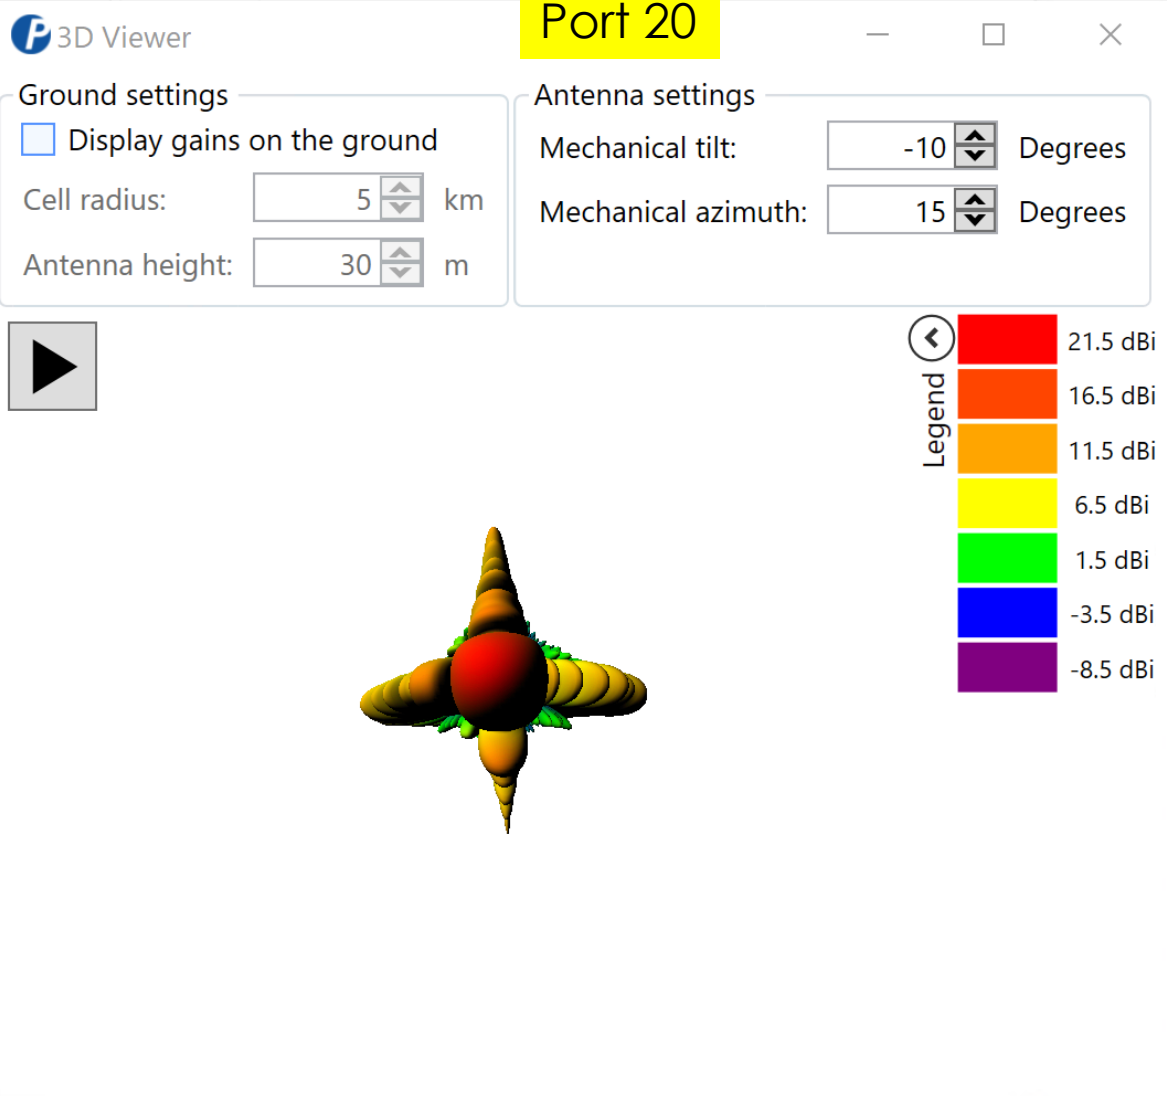 Port 20
3D Viewer
Ground settings
Display gains on the ground
Cell radius: 5 km
Antenna height: 30 m
Antenna settings
Mechanical tilt: -10 Degrees
Mechanical azimuth: 15 Degrees
Legend
21.5 dBi
16.5 dBi
11.5 dBi
6.5 dBi
1.5 dBi
-3.5 dBi
-8.5 dBi